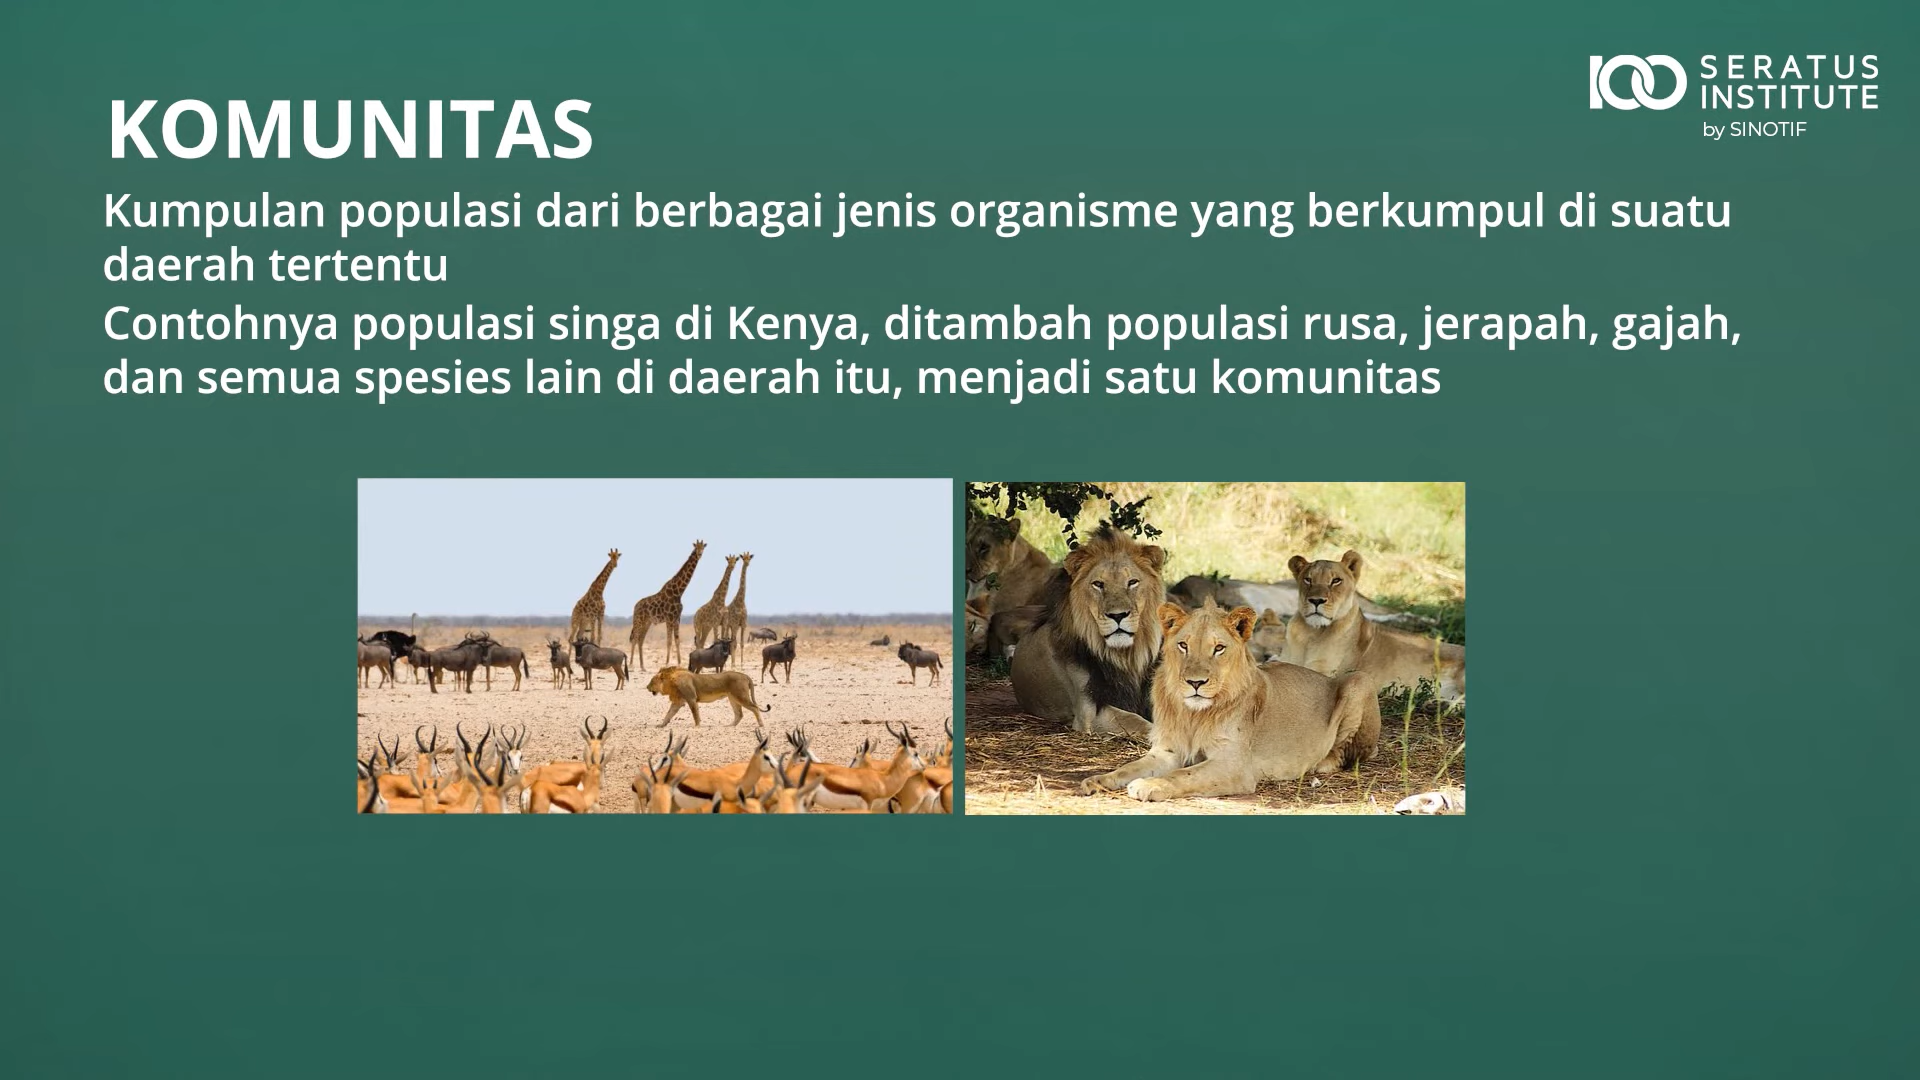 SERATUS
INSTITUTE
by SINOTIF
KOMUNITAS
Kumpulan populasi dari berbagai jenis organisme yang berkumpul di suatu
daerah tertentu
Contohnya populasi singa di Kenya, ditambah populasi rusa, jerapah, gajah,
dan semua spesies lain di daerah itu, menjadi satu komunitas